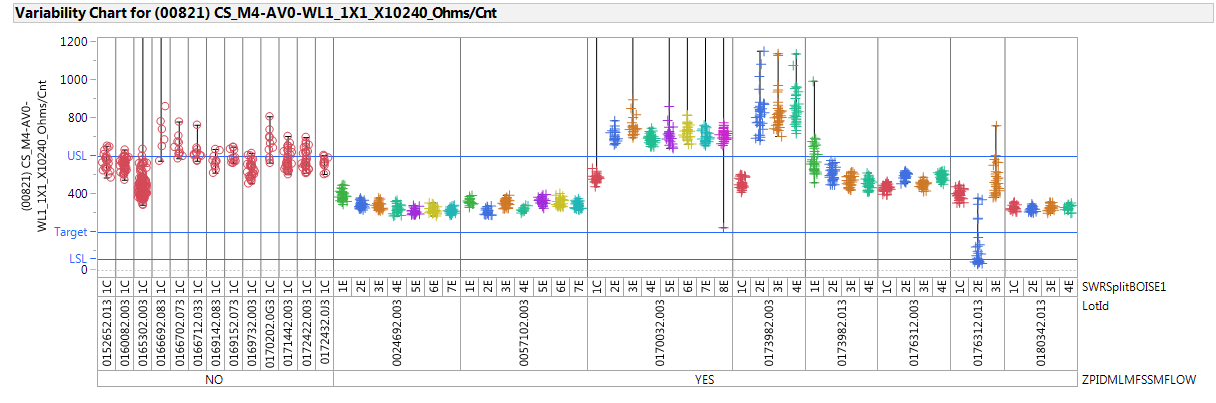 Variability Chart for (00821) CS_M4-AV0-WL1_1X1_X10240_Ohms/Cnt
(00821) CS_M4-AV0-
WL1_1X1_X10240_Ohms/Cnt
1200
1000
800
USL
400
Target
LSL
0
1C 1C 1C 1C 1C 1C 1C 1C 1C 1C 1C 1C 1C 1E 2E 3E 4E 5E 6E 7E 1E 2E 3E 4E 5E 6E 7E 1C 2E 3E 4E 5E 6E 7E 8E 1C 2E 3E 4E 1E 2E 3E 4E 1C 2E 3E 4E 1C 2E 3E 1C 2E 3E 4E SWRSplitBOISE1
0152652.013 0160082.003 0165302.003 0166692.083 0166702.073 0166712.033 0169142.083 0169152.073 0169732.003 0170202.0G3 0171442.003 0172422.003 0172432.0J3 0024692.003 0057102.003 0170032.003 0173982.003 0173982.013 0176312.003 0176312.013 0180342.013 LotId
NO YES ZPIDMLMFSSMFLOW